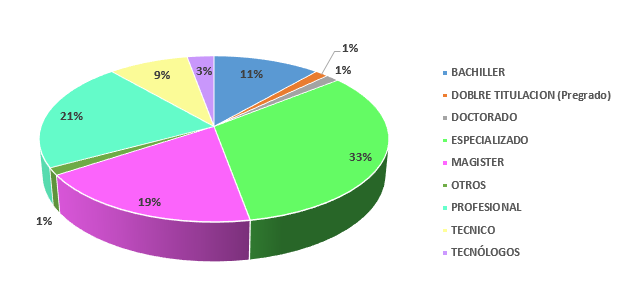 1%
9%
3%
11%
1%
21%
33%
19%
1%
BACHILLER
DOBLRE TITULACION (Pregrado)
DOCTORADO
ESPECIALIZADO
MAGISTER
OTROS
PROFESIONAL
TECNICO
TECNÓLOGOS